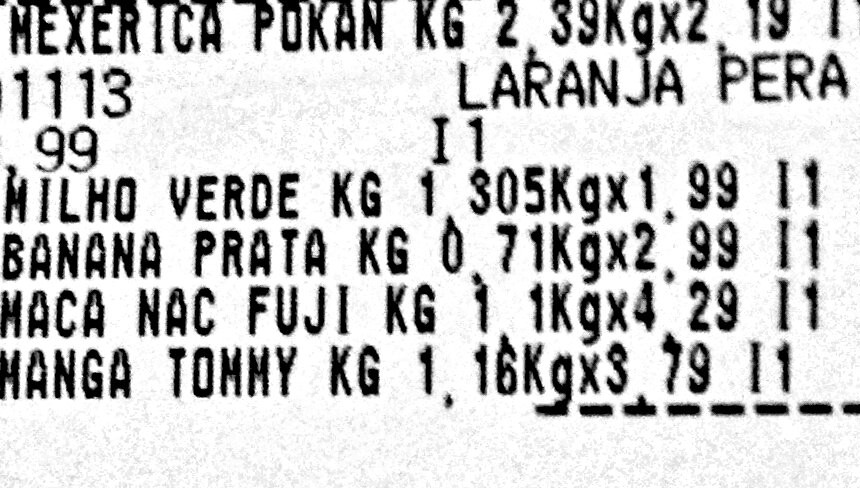 MEXERICA POKAN KG 2,39Kgx2,19 I1
01113 LARANJA PERA
,99 I1
MILHO VERDE KG 1,305Kgx1,99 I1
BANANA PRATA KG 0,71Kgx2,99 I1
MACA NAC FUJI KG 1,1Kgx4,29 I1
MANGA TOMMY KG 1,16Kgx3,79 I1